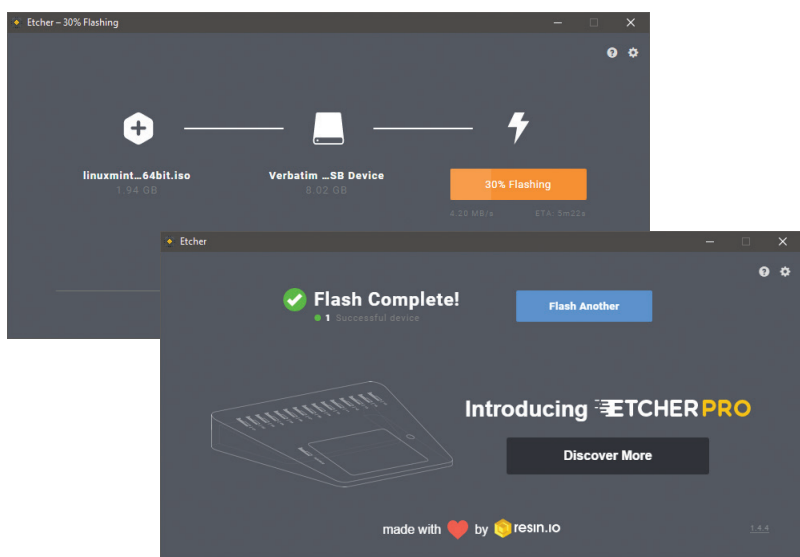 Etcher – 30% Flashing
linuxmint...64bit.iso
Verbatim ...SB Device
1.94 GB
8.02 GB
30% Flashing
4.20 MB/s
ETA: 5m22s
Etcher
Flash Complete!
1 Successful device
Flash Another
Introducing ETCHER PRO
Discover More
made with by resin.io
1.4.4